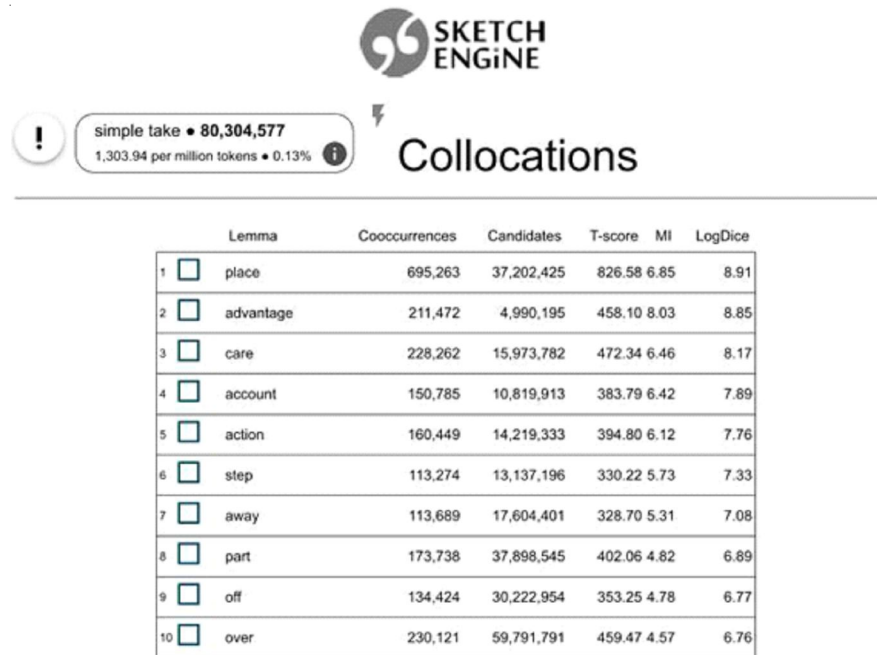 SKETCH
ENGiNE
!
simple take • 80,304,577
1,303.94 per million tokens • 0.13% i
Collocations
Lemma Cooccurrences Candidates T-score MI LogDice
1 place 695,263 37,202,425 826.58 6.85 8.91
2 advantage 211,472 4,990,195 458.10 8.03 8.85
3 care 228,262 15,973,782 472.34 6.46 8.17
4 account 150,785 10,819,913 383.79 6.42 7.89
5 action 160,449 14,219,333 394.80 6.12 7.76
6 step 113,274 13,137,196 330.22 5.73 7.33
7 away 113,689 17,604,401 328.70 5.31 7.08
8 part 173,738 37,898,545 402.06 4.82 6.89
9 off 134,424 30,222,954 353.25 4.78 6.77
10 over 230,121 59,791,791 459.47 4.57 6.76